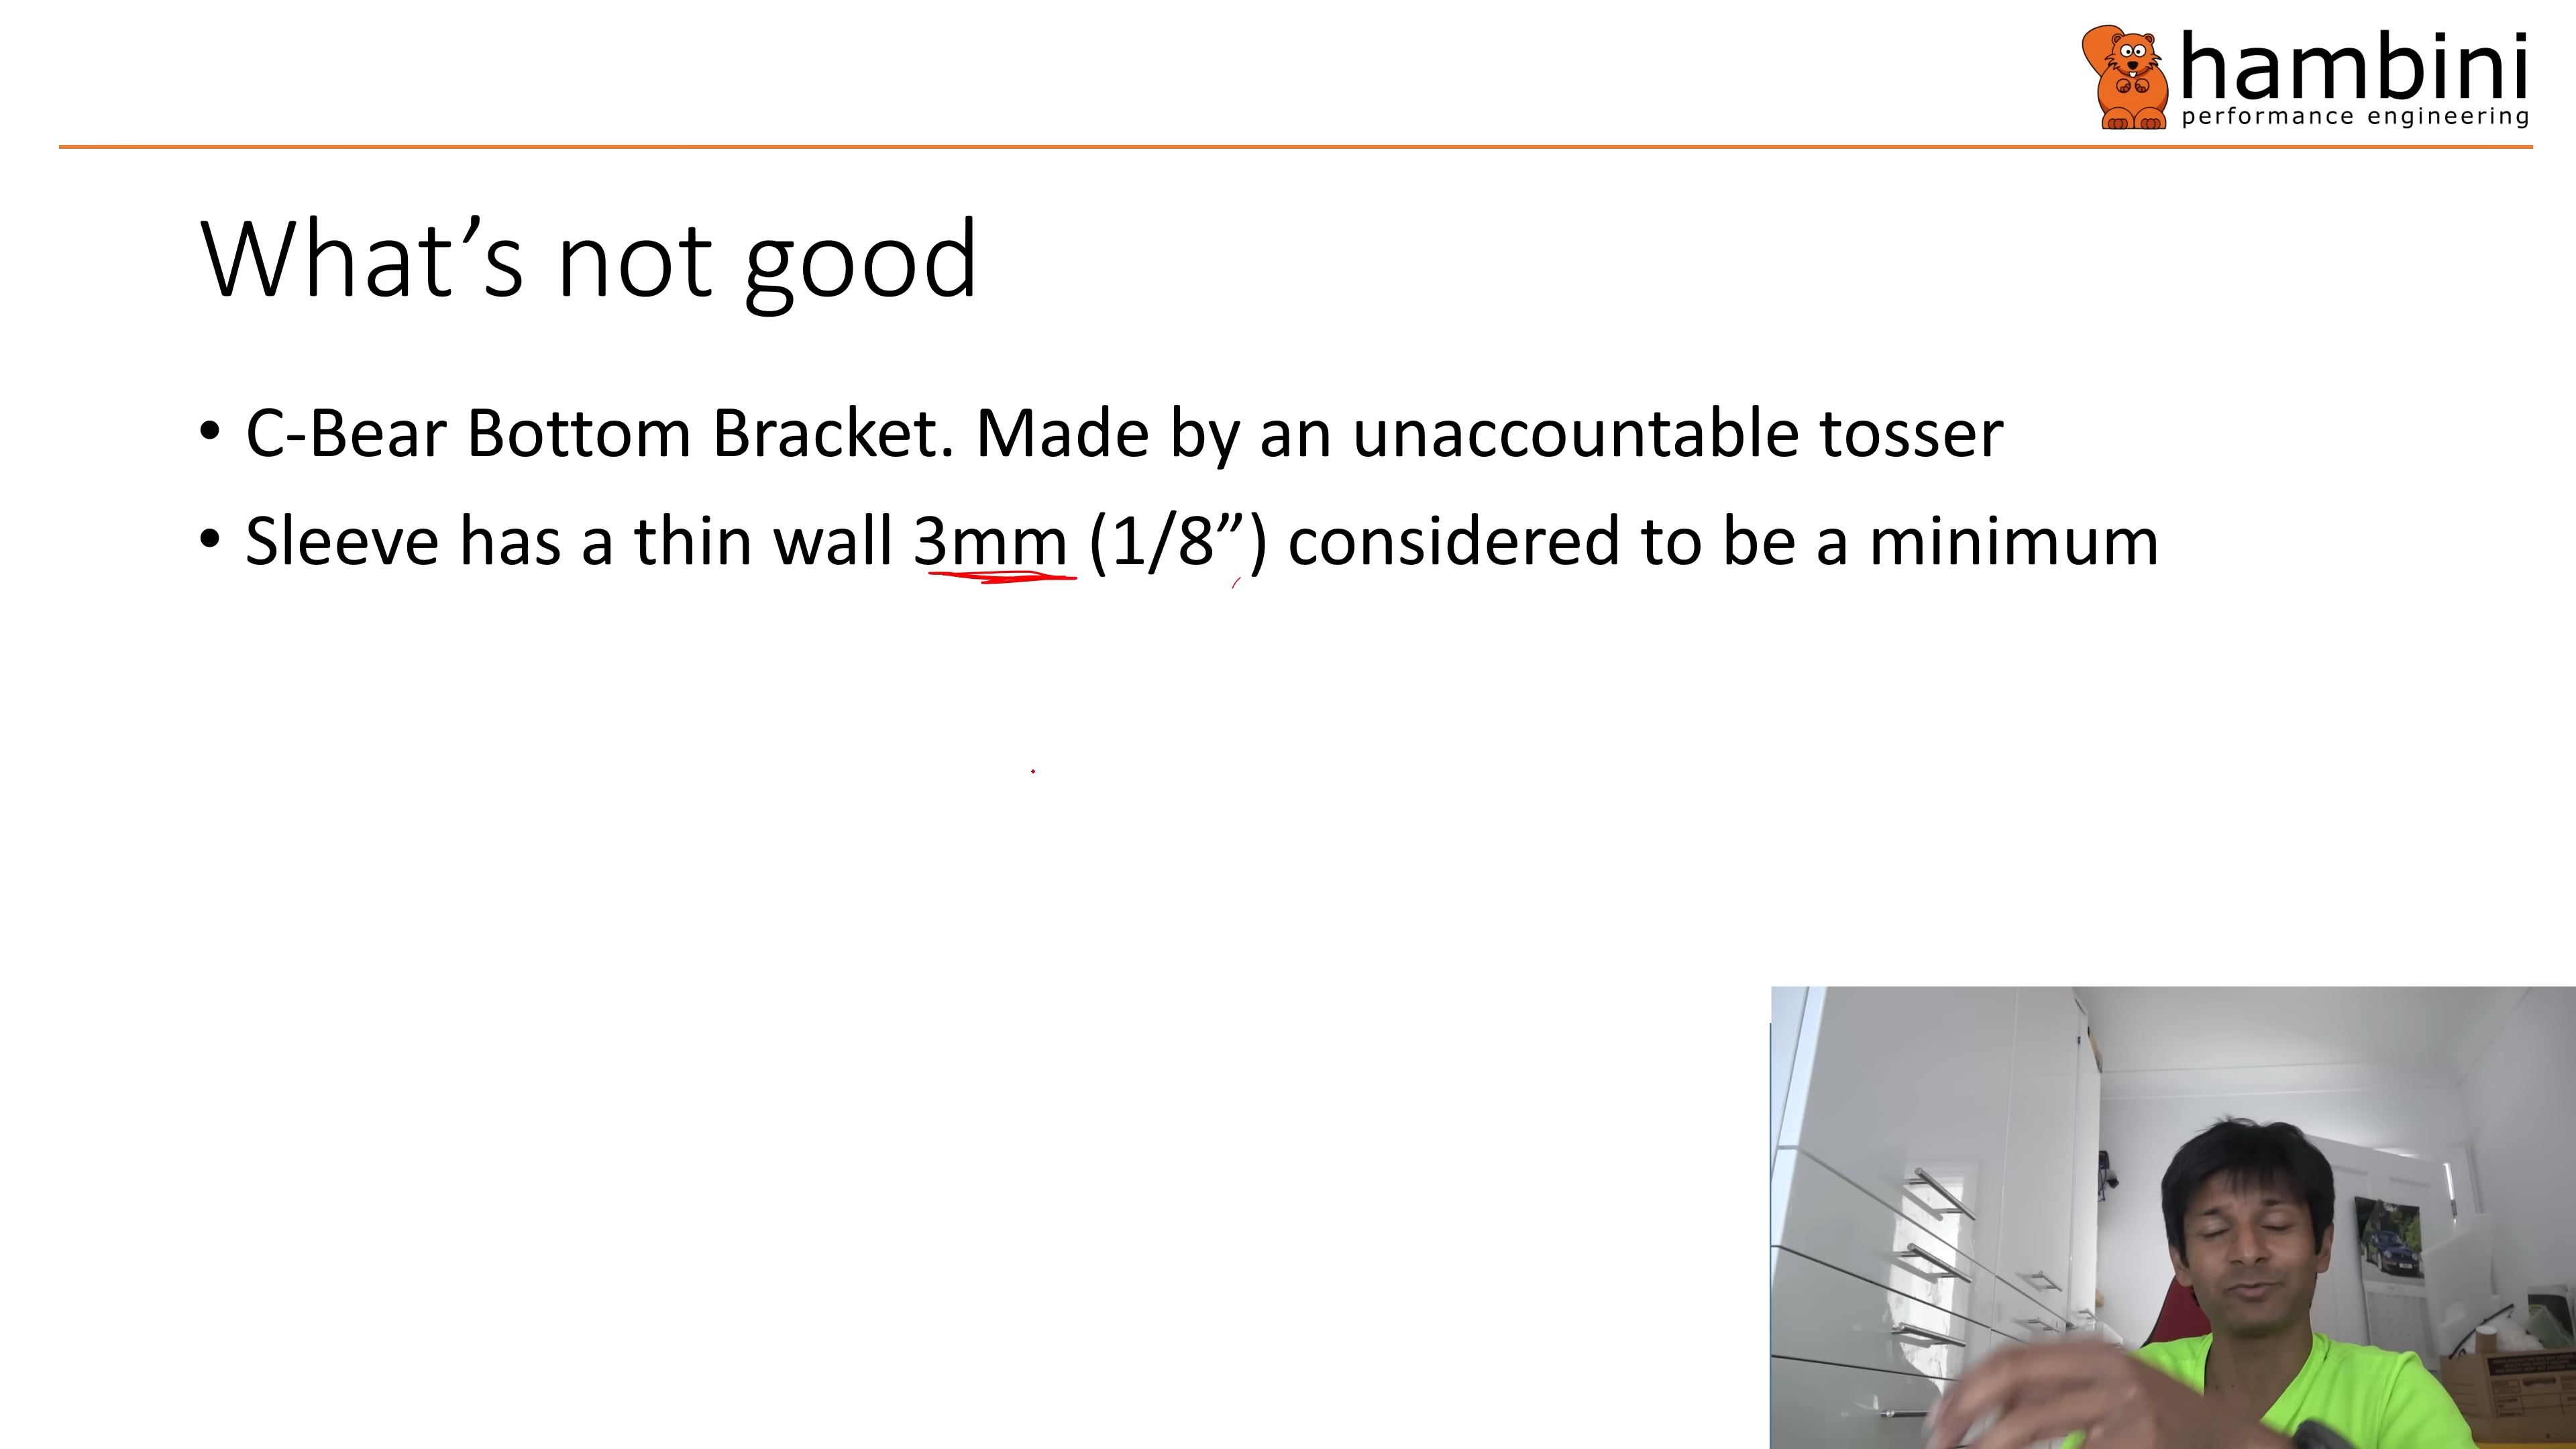 hambini
performance engineering
What’s not good
• C-Bear Bottom Bracket. Made by an unaccountable tosser
• Sleeve has a thin wall 3mm (1/8”) considered to be a minimum